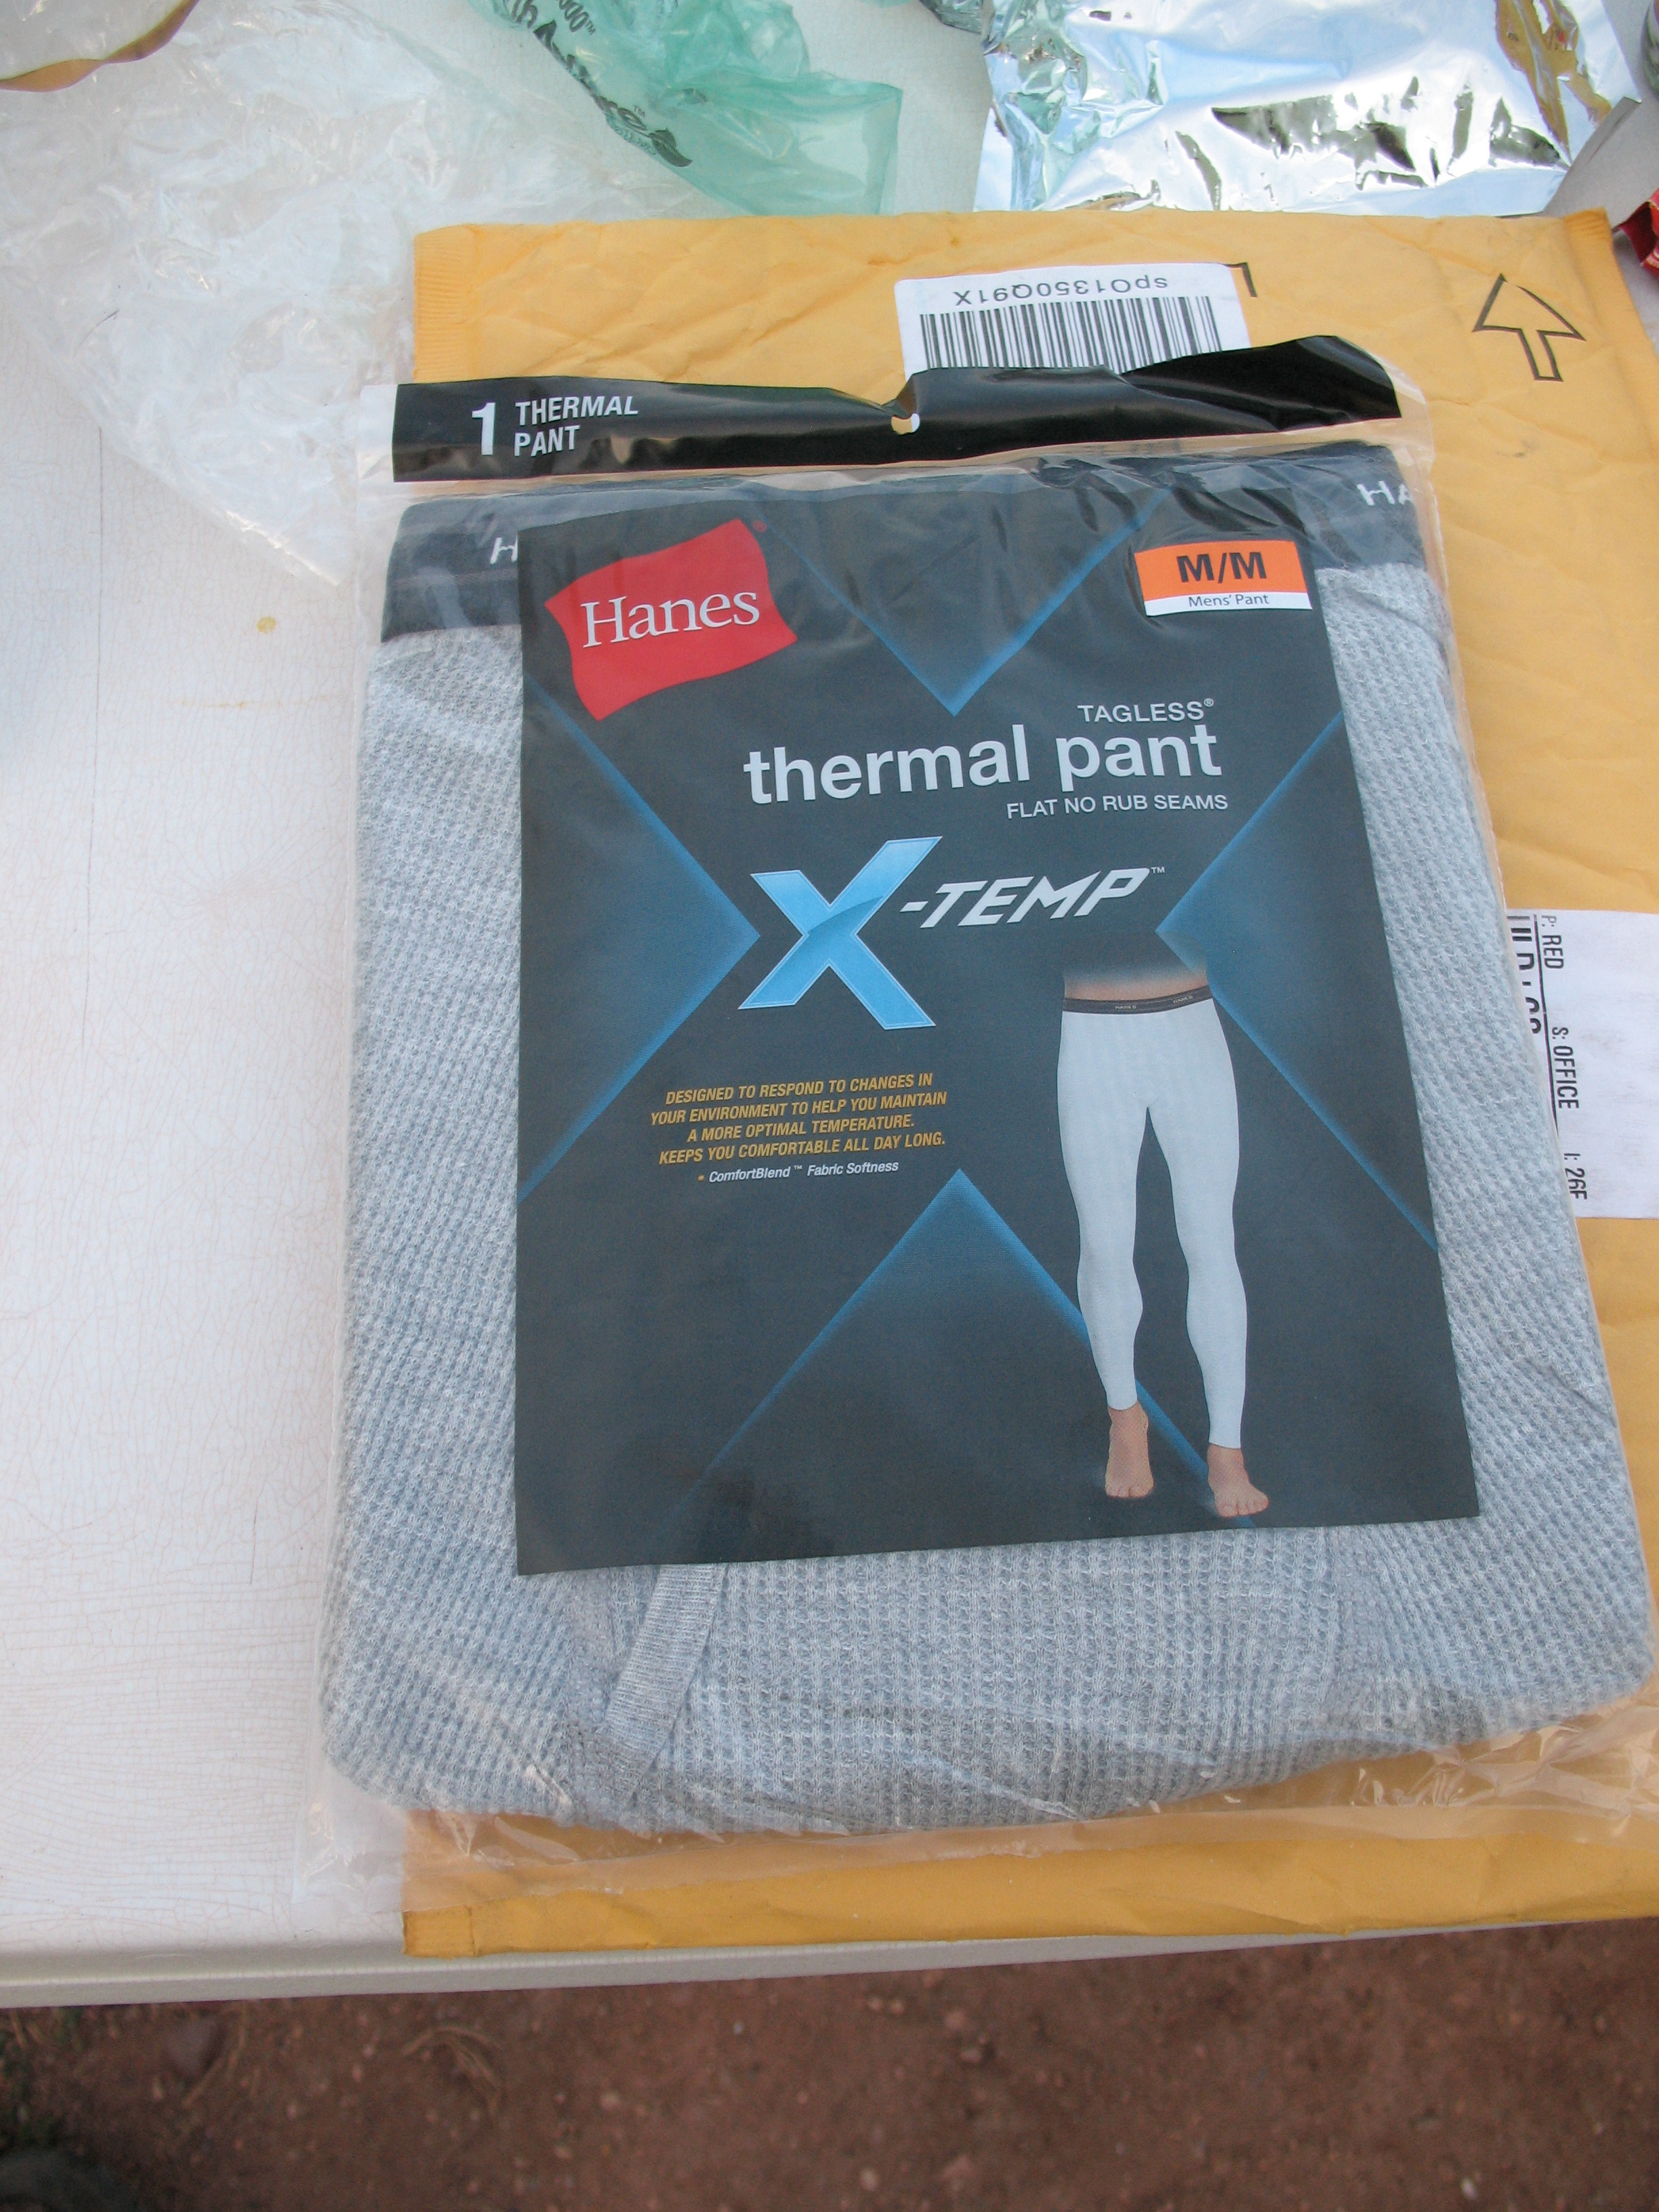 spQ1350Q91X
1 THERMAL
PANT
H
HA
Hanes®
M/M
Mens' Pant
TAGLESS®
thermal pant
FLAT NO RUB SEAMS
X-TEMP™
DESIGNED TO RESPOND TO CHANGES IN
YOUR ENVIRONMENT TO HELP YOU MAINTAIN
A MORE OPTIMAL TEMPERATURE.
KEEPS YOU COMFORTABLE ALL DAY LONG.
• ComfortBlend™ Fabric Softness
P: RED S: OFFICE I: 26F